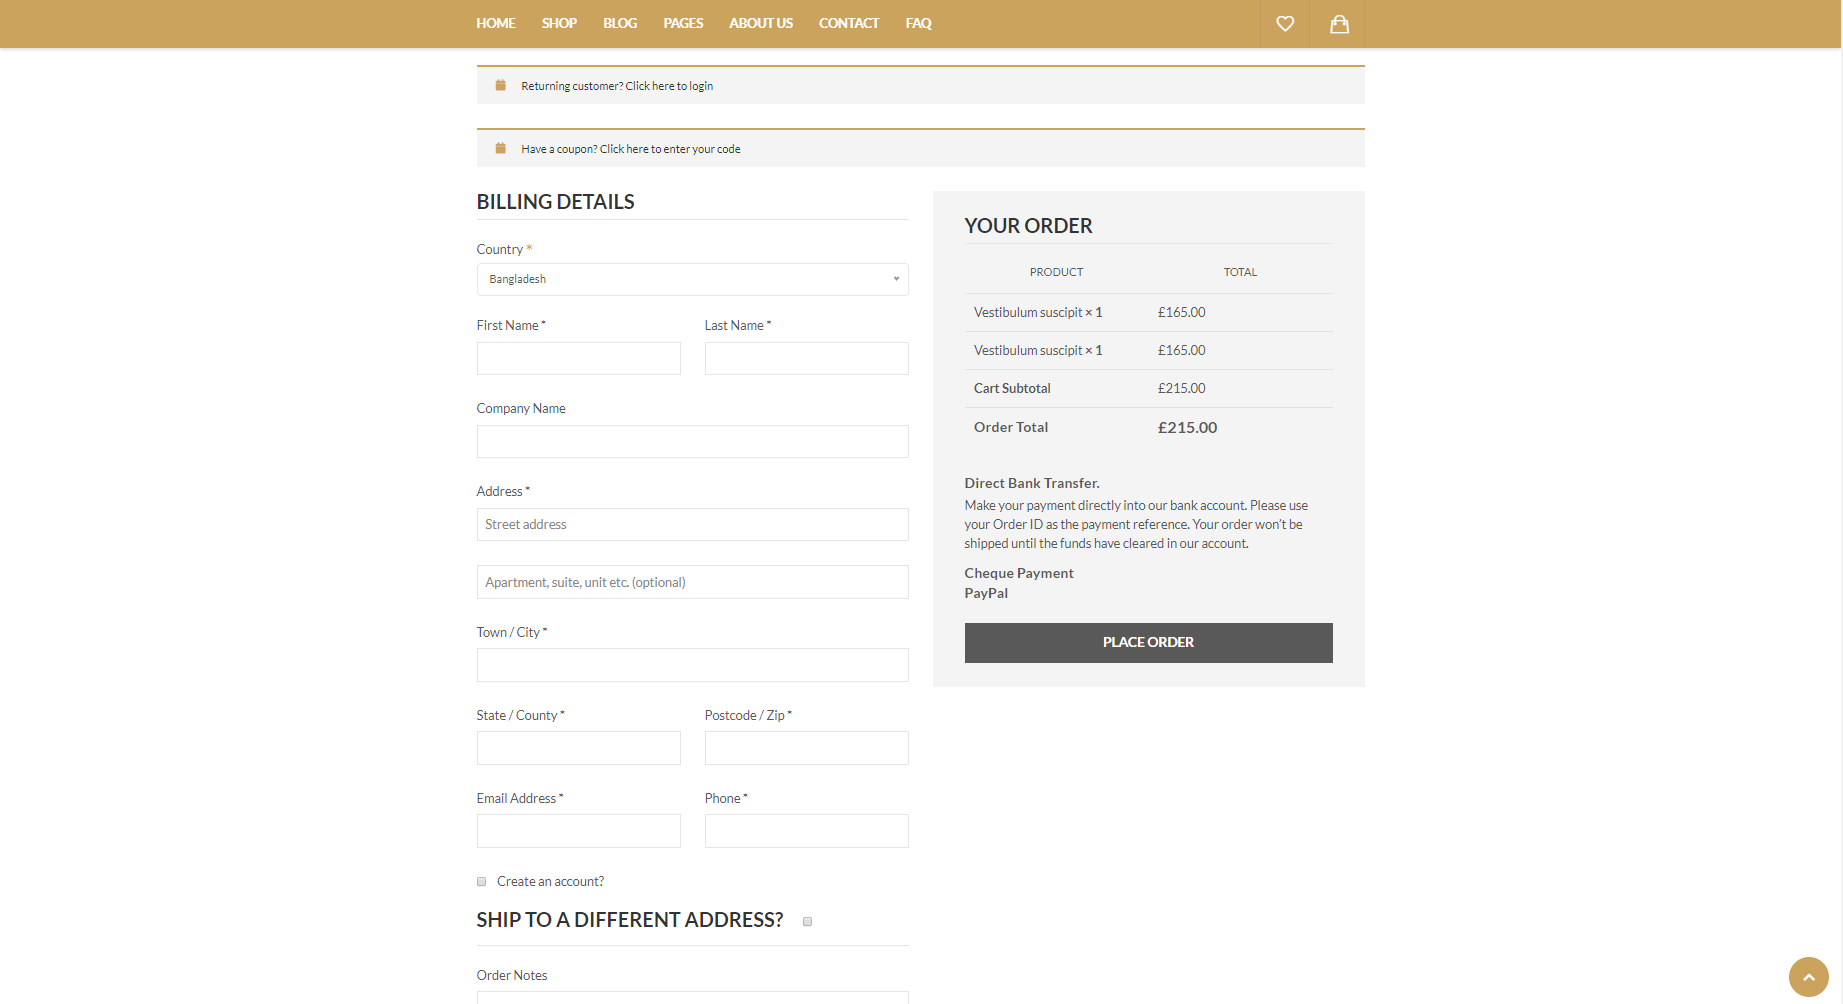 HOME SHOP BLOG PAGES ABOUT US CONTACT FAQ
Returning customer? Click here to login
Have a coupon? Click here to enter your code
BILLING DETAILS
Country *
Bangladesh
First Name * Last Name *
Company Name
Address *
Street address
Apartment, suite, unit etc. (optional)
Town / City *
State / County * Postcode / Zip *
Email Address * Phone *
Create an account?
SHIP TO A DIFFERENT ADDRESS?
Order Notes
YOUR ORDER
PRODUCT TOTAL
Vestibulum suscipit × 1 £165.00
Vestibulum suscipit × 1 £165.00
Cart Subtotal £215.00
Order Total £215.00
Direct Bank Transfer.
Make your payment directly into our bank account. Please use
your Order ID as the payment reference. Your order won’t be
shipped until the funds have cleared in our account.
Cheque Payment
PayPal
PLACE ORDER